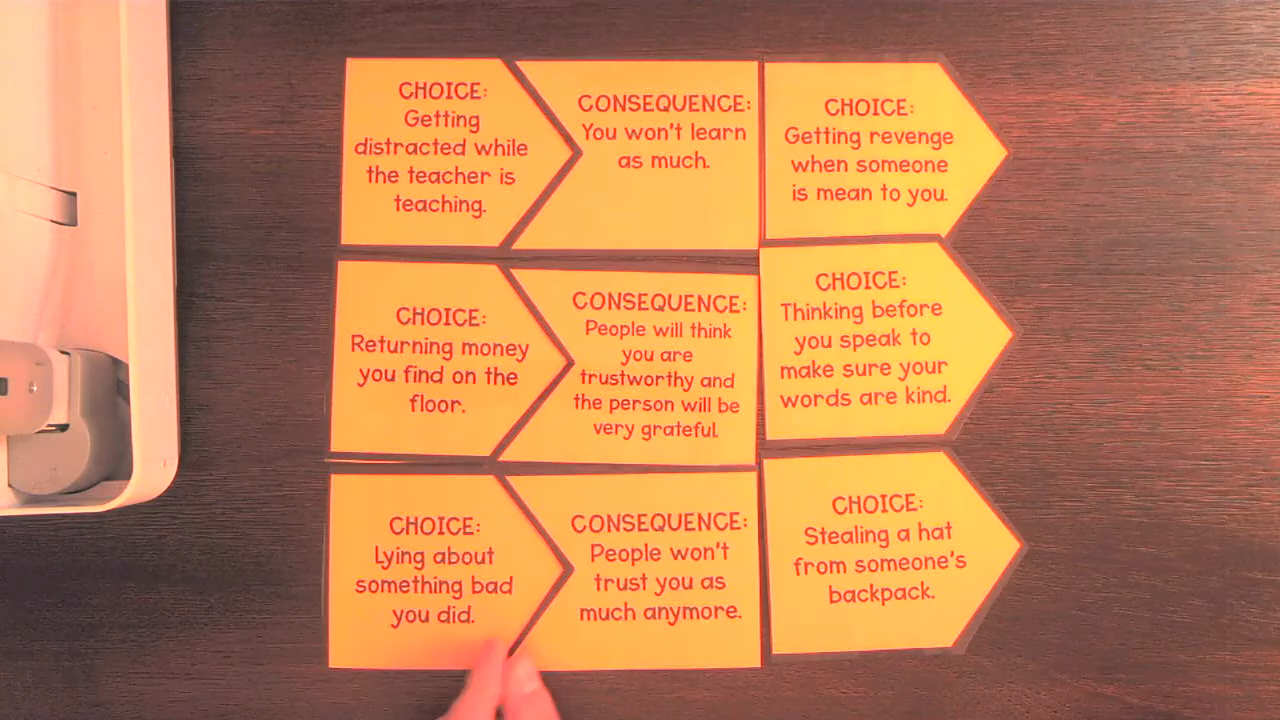 CHOICE:
Getting
distracted while
the teacher is
teaching.
CONSEQUENCE:
You won't learn
as much.
CHOICE:
Getting revenge
when someone
is mean to you.
CHOICE:
Returning money
you find on the
floor.
CONSEQUENCE:
People will think
you are
trustworthy and
the person will be
very grateful.
CHOICE:
Thinking before
you speak to
make sure your
words are kind.
CHOICE:
Lying about
something bad
you did.
CONSEQUENCE:
People won't
trust you as
much anymore.
CHOICE:
Stealing a hat
from someone's
backpack.